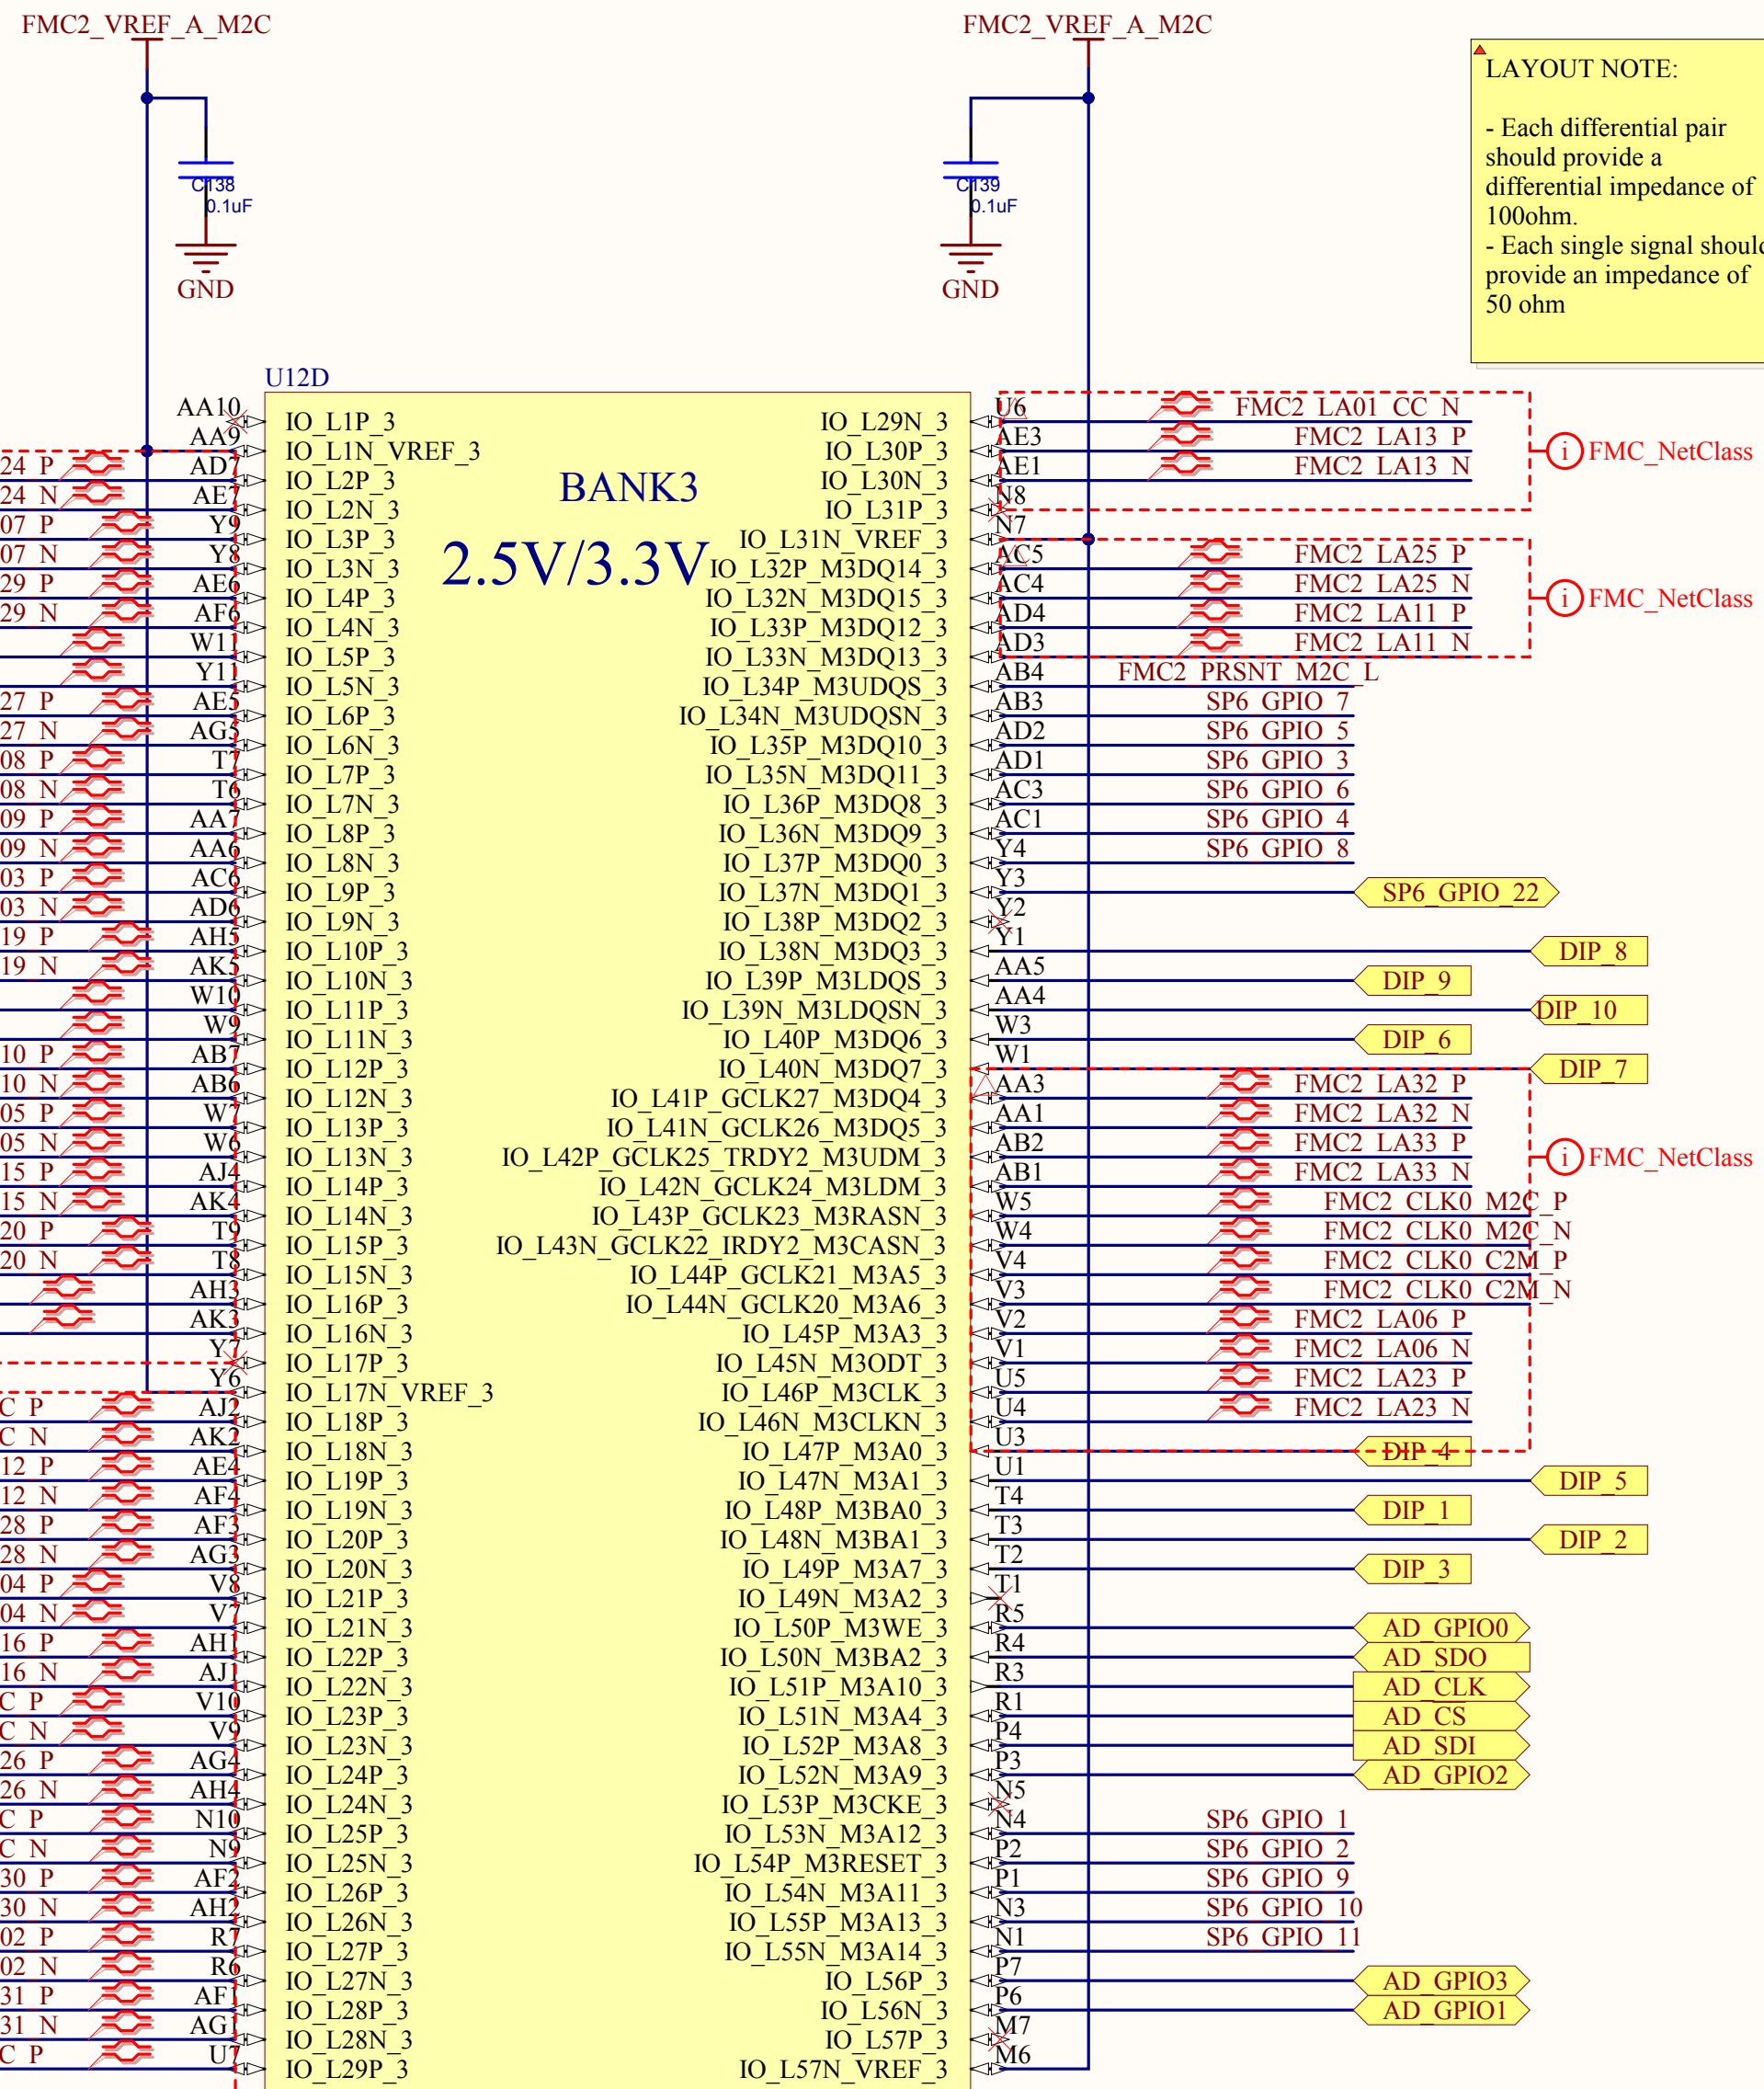 FMC2_VREF_A_M2C FMC2_VREF_A_M2C
LAYOUT NOTE:
- Each differential pair
should provide a
differential impedance of
100ohm.
- Each single signal should
provide an impedance of
50 ohm
C138
0.1uF
GND
C139
0.1uF
GND
U12D
BANK3
2.5V/3.3V
AA10 IO_L1P_3 IO_L29N_3 U6 FMC2_LA01_CC_N
AA9 IO_L1N_VREF_3 IO_L30P_3 AE3 FMC2_LA13_P FMC_NetClass
24_P AD7 IO_L2P_3 IO_L30N_3 AE1 FMC2_LA13_N
24_N AE7 IO_L2N_3 IO_L31P_3 N8
07_P Y9 IO_L3P_3 IO_L31N_VREF_3 N7
07_N Y8 IO_L3N_3 IO_L32P_M3DQ14_3 AC5 FMC2_LA25_P
29_P AE6 IO_L4P_3 IO_L32N_M3DQ15_3 AC4 FMC2_LA25_N FMC_NetClass
29_N AF6 IO_L4N_3 IO_L33P_M3DQ12_3 AD4 FMC2_LA11_P
W11 IO_L5P_3 IO_L33N_M3DQ13_3 AD3 FMC2_LA11_N
Y11 IO_L5N_3 IO_L34P_M3UDQS_3 AB4 FMC2_PRSNT_M2C_L
27_P AE5 IO_L6P_3 IO_L34N_M3UDQSN_3 AB3 SP6_GPIO_7
27_N AG5 IO_L6N_3 IO_L35P_M3DQ10_3 AD2 SP6_GPIO_5
08_P T7 IO_L7P_3 IO_L35N_M3DQ11_3 AD1 SP6_GPIO_3
08_N T6 IO_L7N_3 IO_L36P_M3DQ8_3 AC3 SP6_GPIO_6
09_P AA7 IO_L8P_3 IO_L36N_M3DQ9_3 AC1 SP6_GPIO_4
09_N AA6 IO_L8N_3 IO_L37P_M3DQ0_3 Y4 SP6_GPIO_8
03_P AC6 IO_L9P_3 IO_L37N_M3DQ1_3 Y3 SP6_GPIO_22
03_N AD6 IO_L9N_3 IO_L38P_M3DQ2_3 Y2
19_P AH5 IO_L10P_3 IO_L38N_M3DQ3_3 Y1 DIP_8
19_N AK5 IO_L10N_3 IO_L39P_M3LDQS_3 AA5 DIP_9
W10 IO_L11P_3 IO_L39N_M3LDQSN_3 AA4 DIP_10
W9 IO_L11N_3 IO_L40P_M3DQ6_3 W3 DIP_6
10_P AB7 IO_L12P_3 IO_L40N_M3DQ7_3 W1 DIP_7
10_N AB6 IO_L12N_3 IO_L41P_GCLK27_M3DQ4_3 AA3 FMC2_LA32_P
05_P W7 IO_L13P_3 IO_L41N_GCLK26_M3DQ5_3 AA1 FMC2_LA32_N
05_N W6 IO_L13N_3 IO_L42P_GCLK25_TRDY2_M3UDM_3 AB2 FMC2_LA33_P FMC_NetClass
15_P AJ4 IO_L14P_3 IO_L42N_GCLK24_M3LDM_3 AB1 FMC2_LA33_N
15_N AK4 IO_L14N_3 IO_L43P_GCLK23_M3RASN_3 W5 FMC2_CLK0_M2C_P
20_P T9 IO_L15P_3 IO_L43N_GCLK22_IRDY2_M3CASN_3 W4 FMC2_CLK0_M2C_N
20_N T8 IO_L15N_3 IO_L44P_GCLK21_M3A5_3 V4 FMC2_CLK0_C2M_P
AH3 IO_L16P_3 IO_L44N_GCLK20_M3A6_3 V3 FMC2_CLK0_C2M_N
AK3 IO_L16N_3 IO_L45P_M3A3_3 V2 FMC2_LA06_P
Y7 IO_L17P_3 IO_L45N_M3ODT_3 V1 FMC2_LA06_N
Y6 IO_L17N_VREF_3 IO_L46P_M3CLK_3 U5 FMC2_LA23_P
C_P AJ2 IO_L18P_3 IO_L46N_M3CLKN_3 U4 FMC2_LA23_N
C_N AK2 IO_L18N_3 IO_L47P_M3A0_3 U3 DIP_4
12_P AE4 IO_L19P_3 IO_L47N_M3A1_3 U1 DIP_5
12_N AF4 IO_L19N_3 IO_L48P_M3BA0_3 T4 DIP_1
28_P AF3 IO_L20P_3 IO_L48N_M3BA1_3 T3 DIP_2
28_N AG3 IO_L20N_3 IO_L49P_M3A7_3 T2 DIP_3
04_P V8 IO_L21P_3 IO_L49N_M3A2_3 T1
04_N V7 IO_L21N_3 IO_L50P_M3WE_3 R5 AD_GPIO0
16_P AH1 IO_L22P_3 IO_L50N_M3BA2_3 R4 AD_SDO
16_N AJ1 IO_L22N_3 IO_L51P_M3A10_3 R3 AD_CLK
C_P V10 IO_L23P_3 IO_L51N_M3A4_3 R1 AD_CS
C_N V9 IO_L23N_3 IO_L52P_M3A8_3 P4 AD_SDI
26_P AG4 IO_L24P_3 IO_L52N_M3A9_3 P3 AD_GPIO2
26_N AH4 IO_L24N_3 IO_L53P_M3CKE_3 N5
C_P N10 IO_L25P_3 IO_L53N_M3A12_3 N4 SP6_GPIO_1
C_N N9 IO_L25N_3 IO_L54P_M3RESET_3 P2 SP6_GPIO_2
30_P AF2 IO_L26P_3 IO_L54N_M3A11_3 P1 SP6_GPIO_9
30_N AH2 IO_L26N_3 IO_L55P_M3A13_3 N3 SP6_GPIO_10
02_P R7 IO_L27P_3 IO_L55N_M3A14_3 N1 SP6_GPIO_11
02_N R6 IO_L27N_3 IO_L56P_3 P7 AD_GPIO3
31_P AF1 IO_L28P_3 IO_L56N_3 P6 AD_GPIO1
31_N AG1 IO_L28N_3 IO_L57P_3 M7
C_P U7 IO_L29P_3 IO_L57N_VREF_3 M6